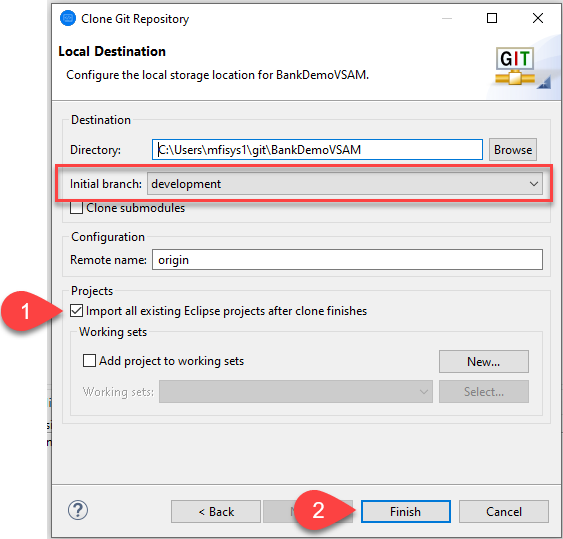 Clone Git Repository
Local Destination
Configure the local storage location for BankDemoVSAM.
GIT
Destination
Directory: C:\Users\mfisys1\git\BankDemoVSAM Browse
Initial branch: development
Clone submodules
Configuration
Remote name: origin
Projects
1 Import all existing Eclipse projects after clone finishes
Working sets
Add project to working sets New...
Working sets: Select...
? < Back 2 Finish Cancel